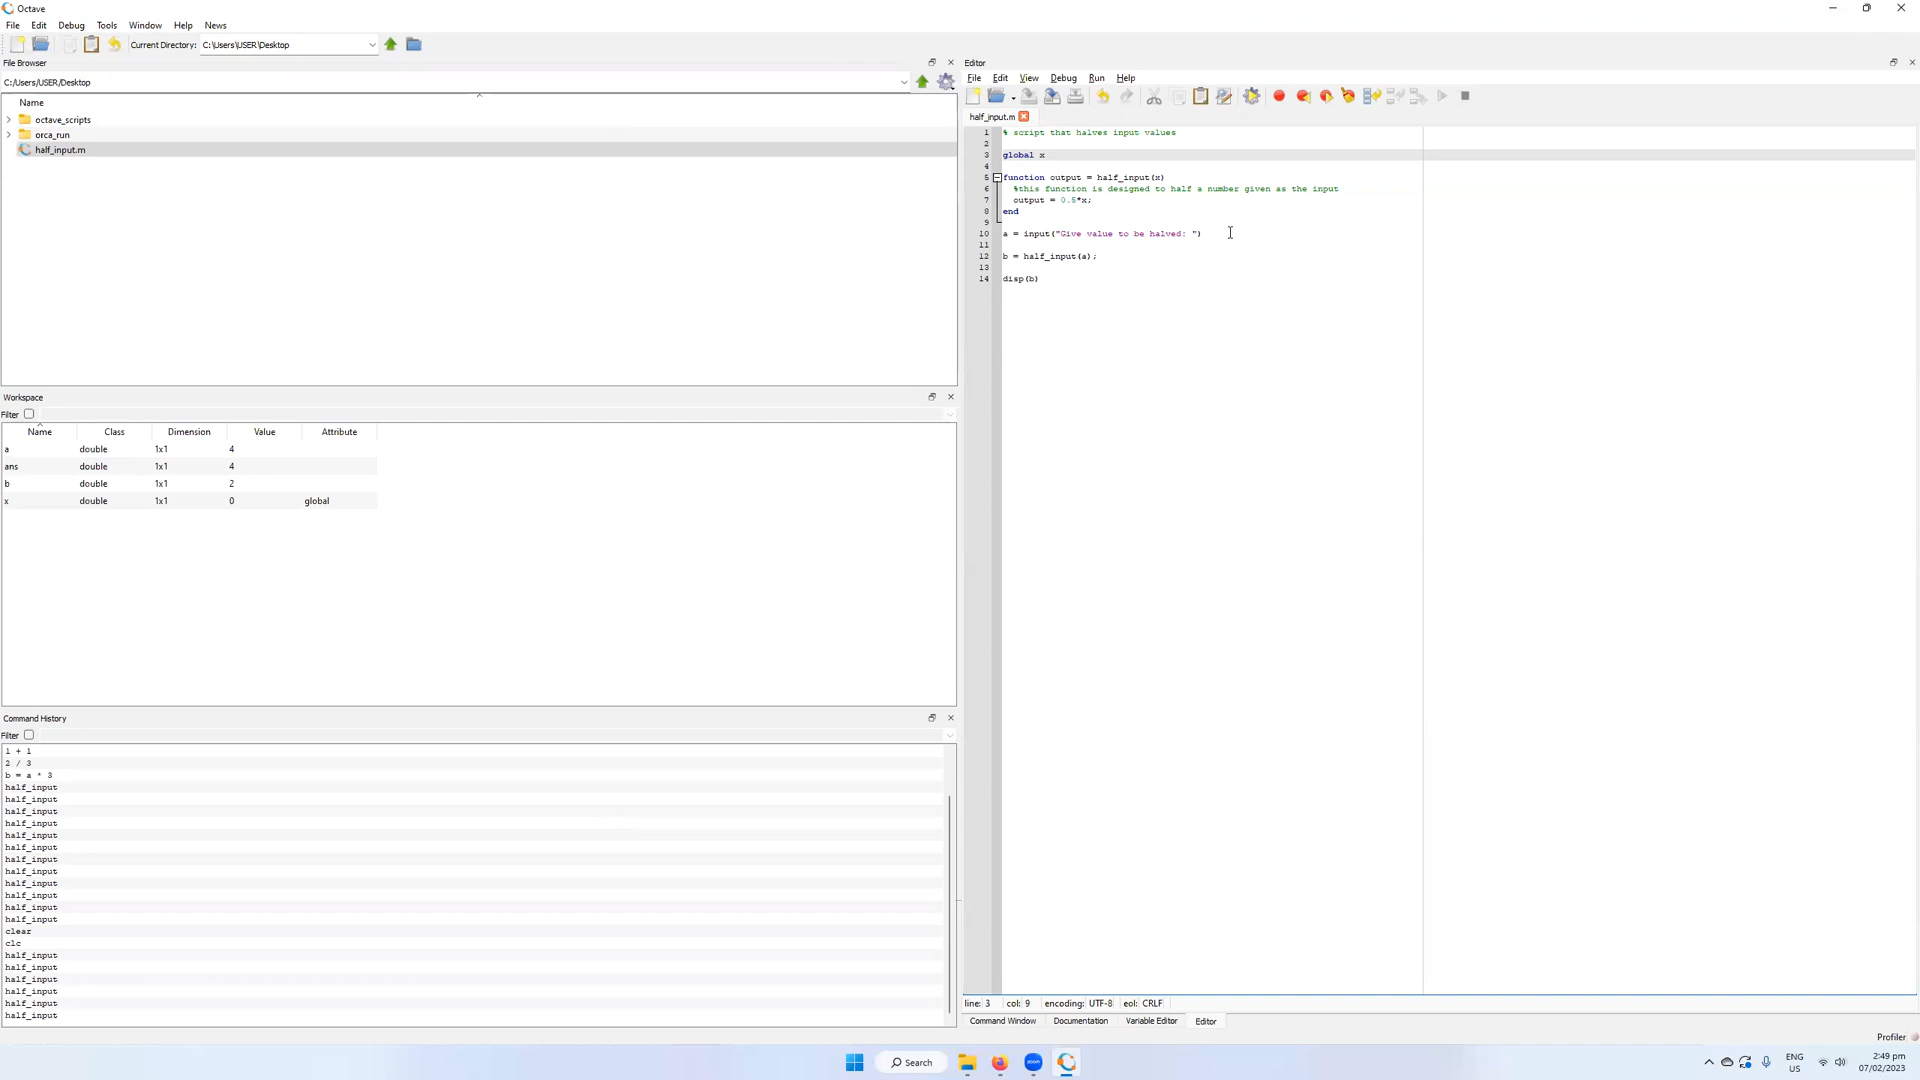 Octave
File Edit Debug Tools Window Help News
Current Directory: C:\Users\USER\Desktop
File Browser
C:/Users/USER/Desktop
Name
octave_scripts
orca_run
half_input.m
Workspace
Filter
Name Class Dimension Value Attribute
a double 1x1 4
ans double 1x1 4
b double 1x1 2
x double 1x1 0 global
Command History
Filter
1 + 1
2 / 3
b = a * 3
half_input
half_input
half_input
half_input
half_input
half_input
half_input
half_input
half_input
half_input
half_input
half_input
clear
clc
half_input
half_input
half_input
half_input
half_input
half_input
Editor
File Edit View Debug Run Help
half_input.m
1 % script that halves input values
2
3 global x
4
5 function output = half_input(x)
6 %this function is designed to half a number given as the input
7 output = 0.5*x;
8 end
9
10 a = input("Give value to be halved: ")
11
12 b = half_input(a);
13
14 disp(b)
line: 3 col: 9 encoding: UTF-8 eol: CRLF
Command Window Documentation Variable Editor Editor
Profiler
Search
zoom
ENG
US
2:49 pm
07/02/2023